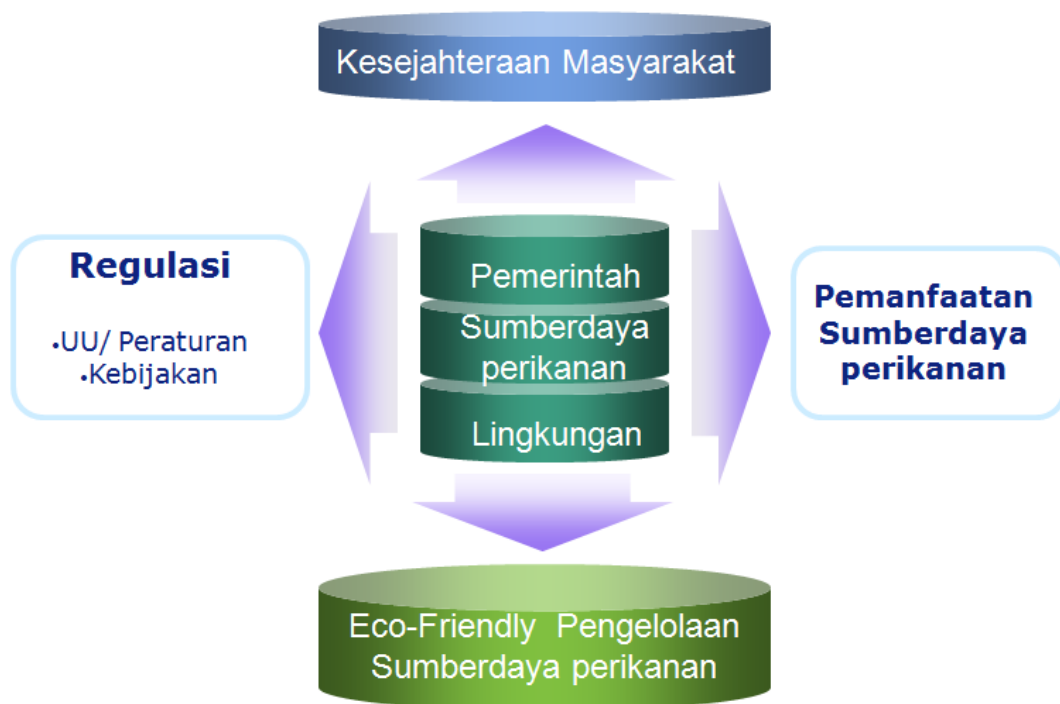 Kesejahteraan Masyarakat
Regulasi
•UU/ Peraturan
•Kebijakan
Pemerintah
Sumberdaya
perikanan
Lingkungan
Pemanfaatan
Sumberdaya
perikanan
Eco-Friendly Pengelolaan
Sumberdaya perikanan